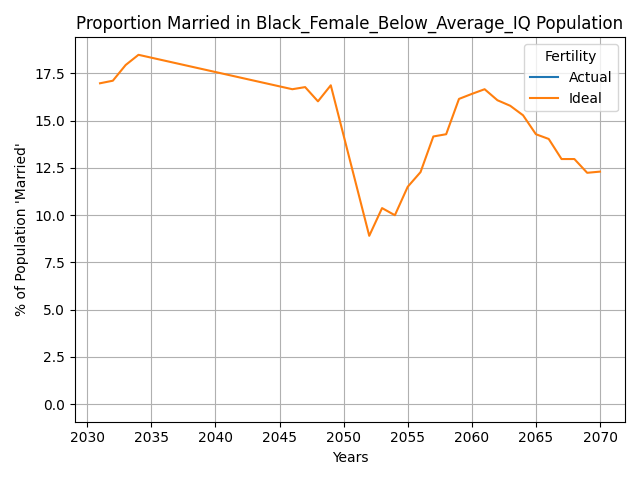 Proportion Married in Black_Female_Below_Average_IQ Population
Fertility
Actual
Ideal
% of Population 'Married'
17.5
15.0
12.5
10.0
7.5
5.0
2.5
0.0
2030 2035 2040 2045 2050 2055 2060 2065 2070
Years